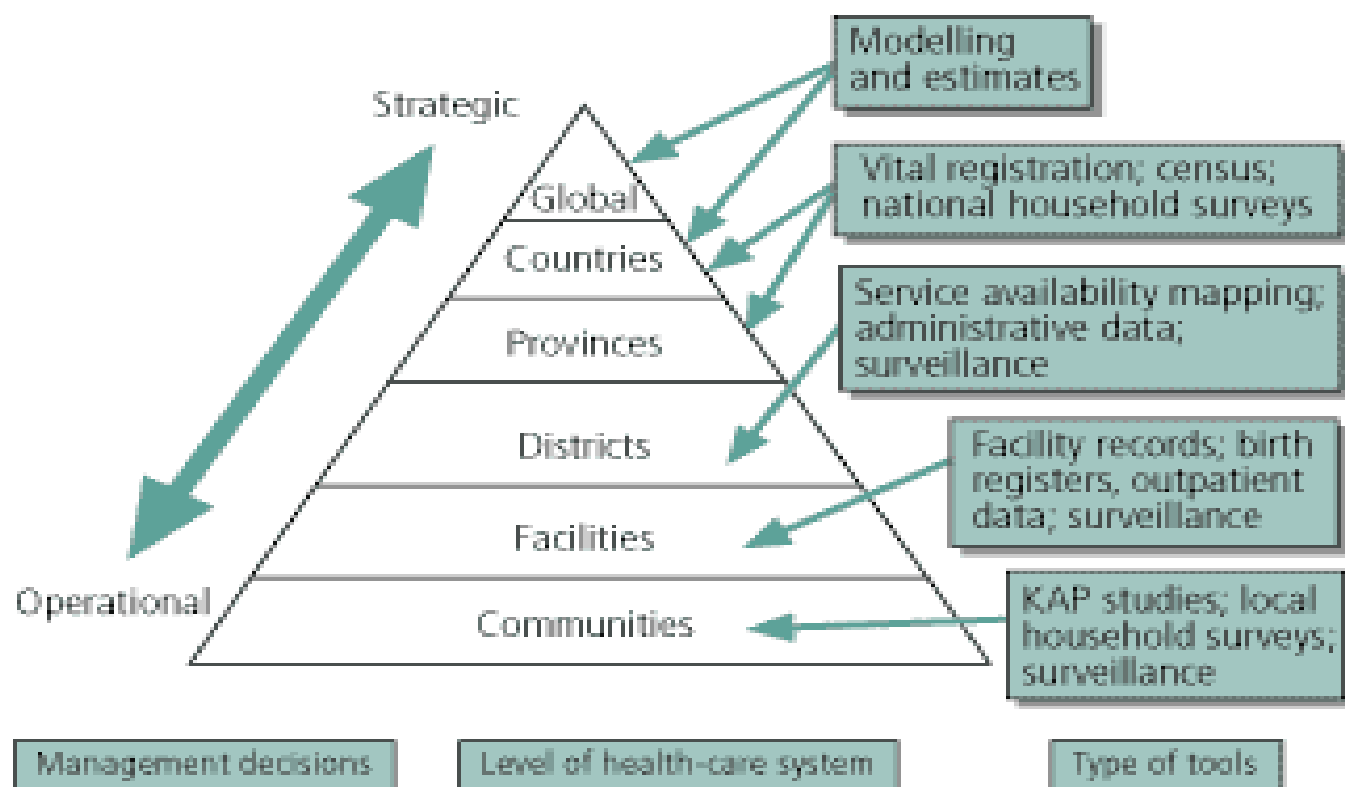 Modelling
and estimates
Strategic
Vital registration; census;
national household surveys
Global
Countries
Service availability mapping;
administrative data;
surveillance
Provinces
Districts
Facility records; birth
registers, outpatient
data; surveillance
Facilities
Operational
Communities
KAP studies; local
household surveys;
surveillance
Management decisions
Level of health-care system
Type of tools